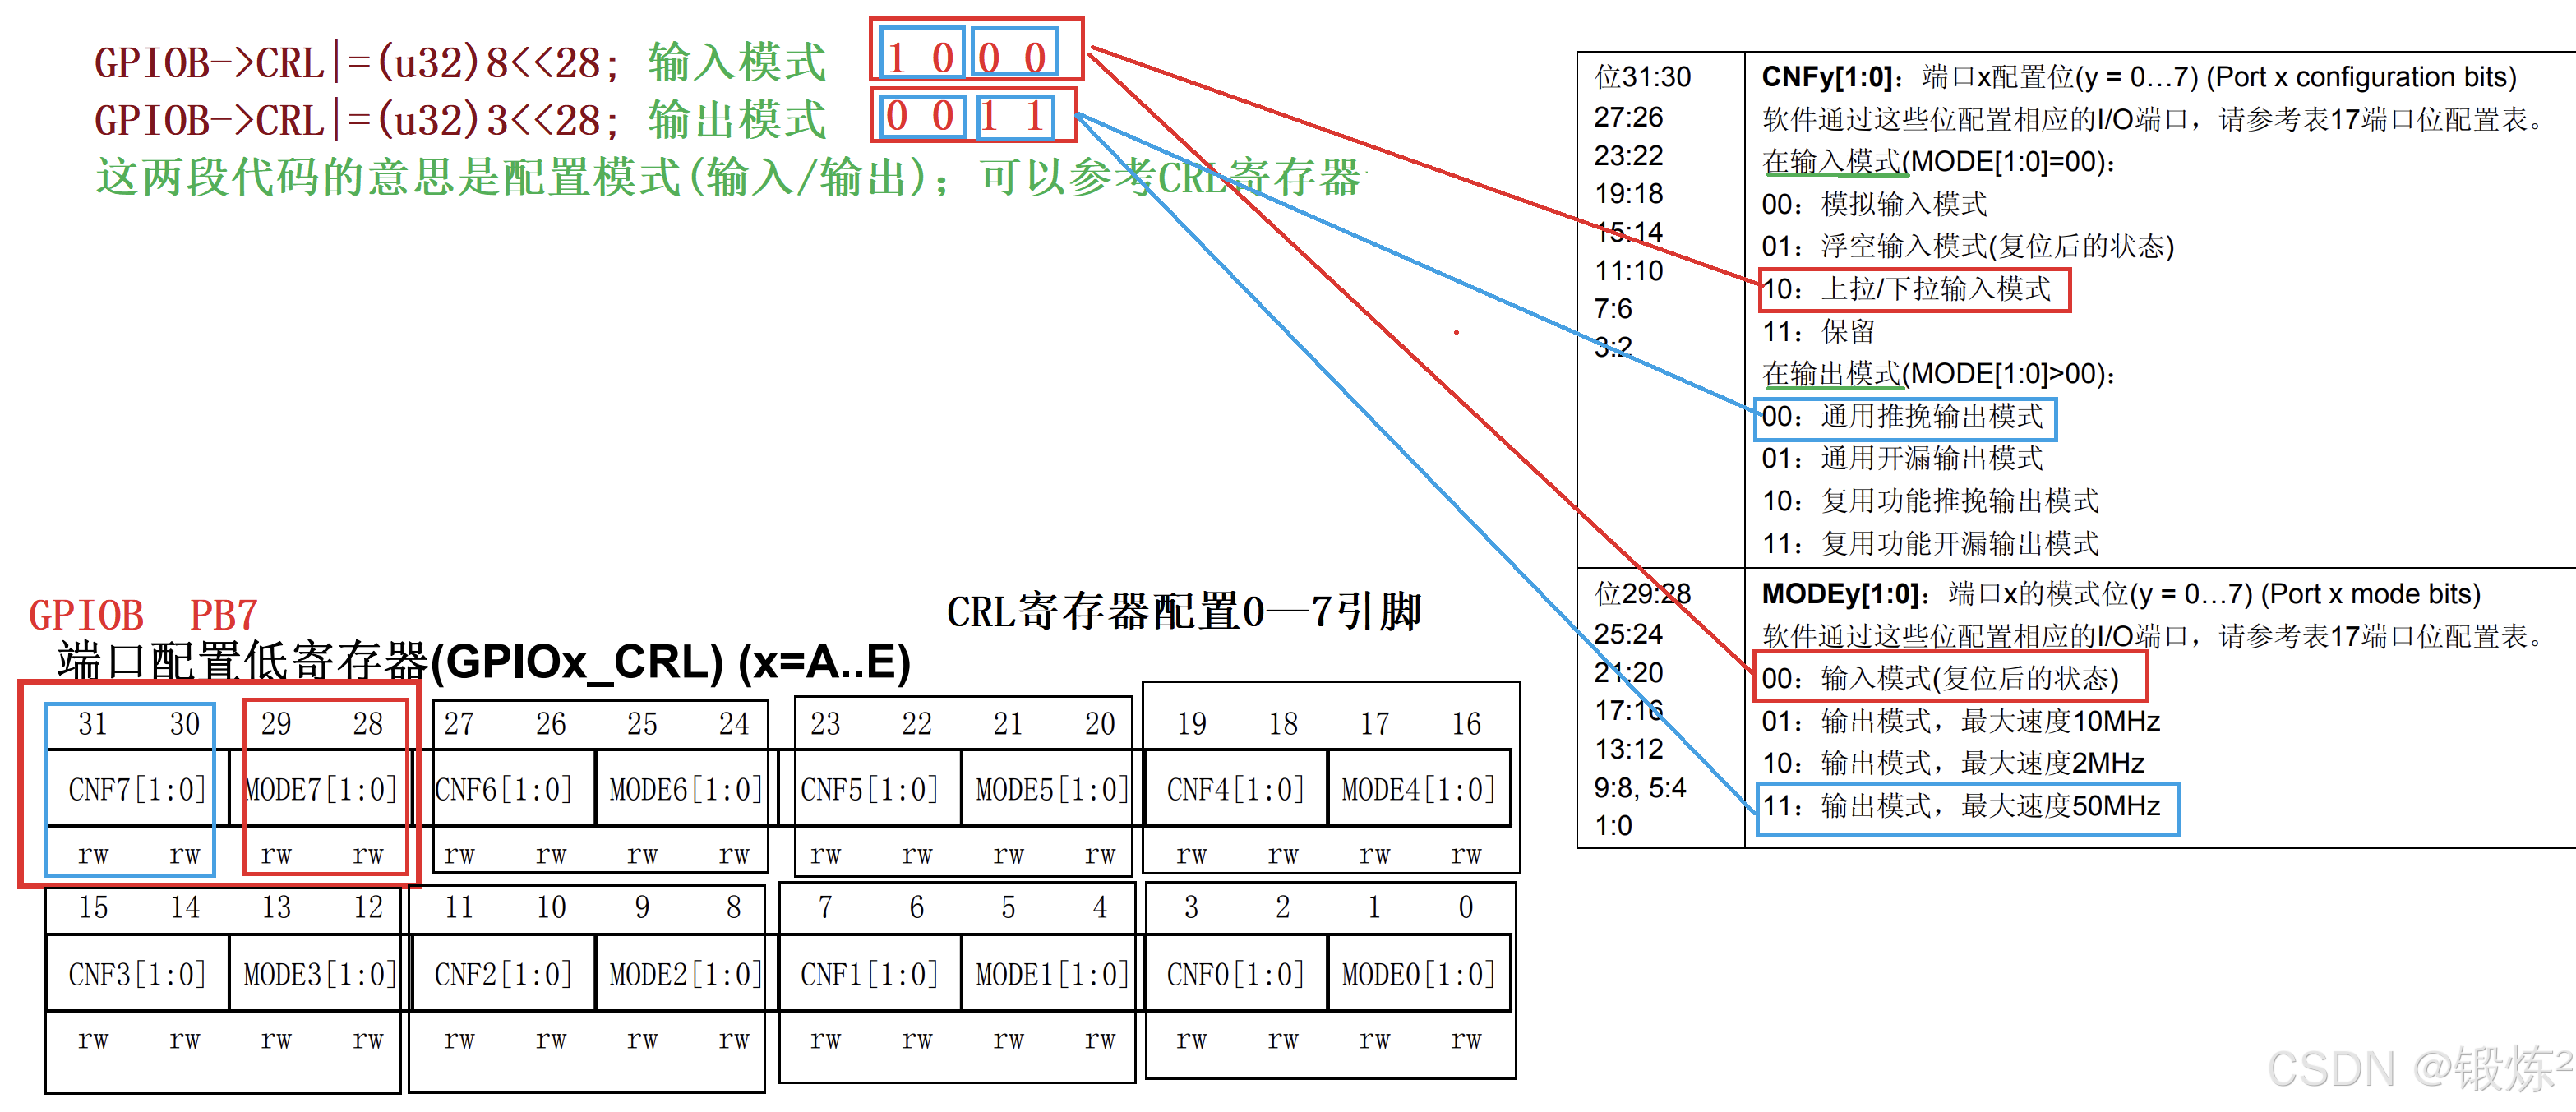 GPIOB->CRL|=(u32)8<<28; 输入模式 1 0 0 0
GPIOB->CRL|=(u32)3<<28; 输出模式 0 0 1 1
这两段代码的意思是配置模式(输入/输出); 可以参考CRL寄存器
位31:30
27:26
23:22
19:18
15:14
11:10
7:6
3:2
CNFy[1:0]：端口x配置位(y = 0…7) (Port x configuration bits)
软件通过这些位配置相应的I/O端口，请参考表17端口位配置表。
在输入模式(MODE[1:0]=00)：
00：模拟输入模式
01：浮空输入模式(复位后的状态)
10：上拉/下拉输入模式
11：保留
在输出模式(MODE[1:0]>00)：
00：通用推挽输出模式
01：通用开漏输出模式
10：复用功能推挽输出模式
11：复用功能开漏输出模式
位29:28
25:24
21:20
17:16
13:12
9:8, 5:4
1:0
MODEy[1:0]：端口x的模式位(y = 0…7) (Port x mode bits)
软件通过这些位配置相应的I/O端口，请参考表17端口位配置表。
00：输入模式(复位后的状态)
01：输出模式，最大速度10MHz
10：输出模式，最大速度2MHz
11：输出模式，最大速度50MHz
GPIOB PB7
CRL寄存器配置0—7引脚
端口配置低寄存器(GPIOx_CRL) (x=A..E)
31 30 29 28 27 26 25 24 23 22 21 20 19 18 17 16
CNF7[1:0] MODE7[1:0] CNF6[1:0] MODE6[1:0] CNF5[1:0] MODE5[1:0] CNF4[1:0] MODE4[1:0]
rw rw rw rw rw rw rw rw rw rw rw rw rw rw rw rw
15 14 13 12 11 10 9 8 7 6 5 4 3 2 1 0
CNF3[1:0] MODE3[1:0] CNF2[1:0] MODE2[1:0] CNF1[1:0] MODE1[1:0] CNF0[1:0] MODE0[1:0]
rw rw rw rw rw rw rw rw rw rw rw rw rw rw rw rw
CSDN @锻炼²